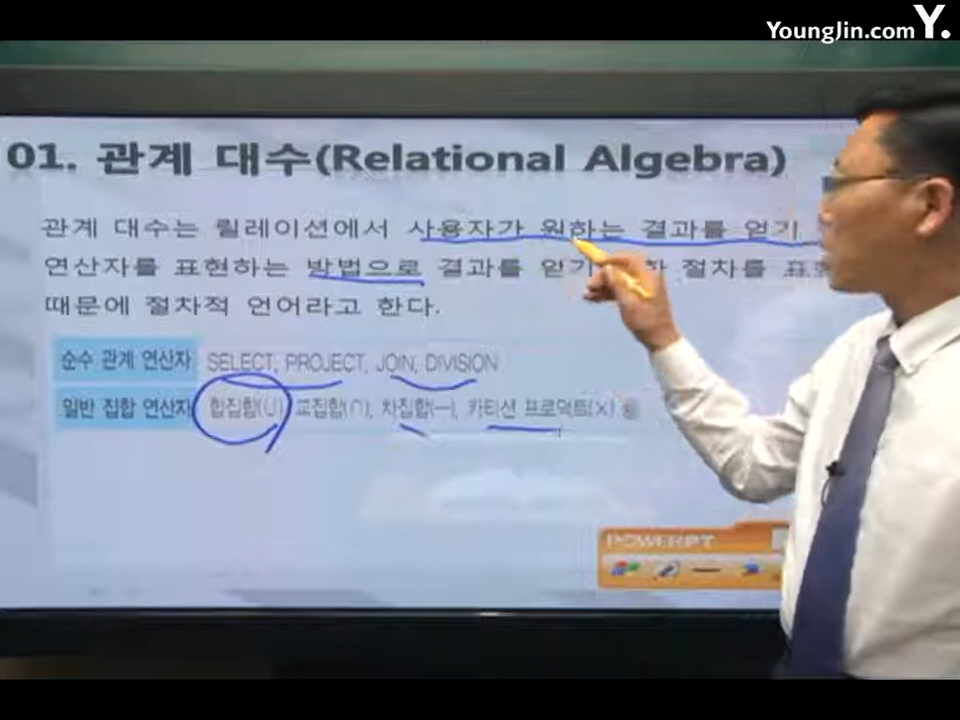 YoungJin.com Y.
01. 관계 대수(Relational Algebra)
관계 대수는 릴레이션에서 사용자가 원하는 결과를 얻기
연산자를 표현하는 방법으로 결과를 얻기 절차를
때문에 절차적 언어라고 한다.
순수 관계 연산자 SELECT, PROJECT, JOIN, DIVISION
일반 집합 연산자 합집합(∪) 교집합(∩), 차집합(─), 카티션 프로덕트(×) 등
POWERPT